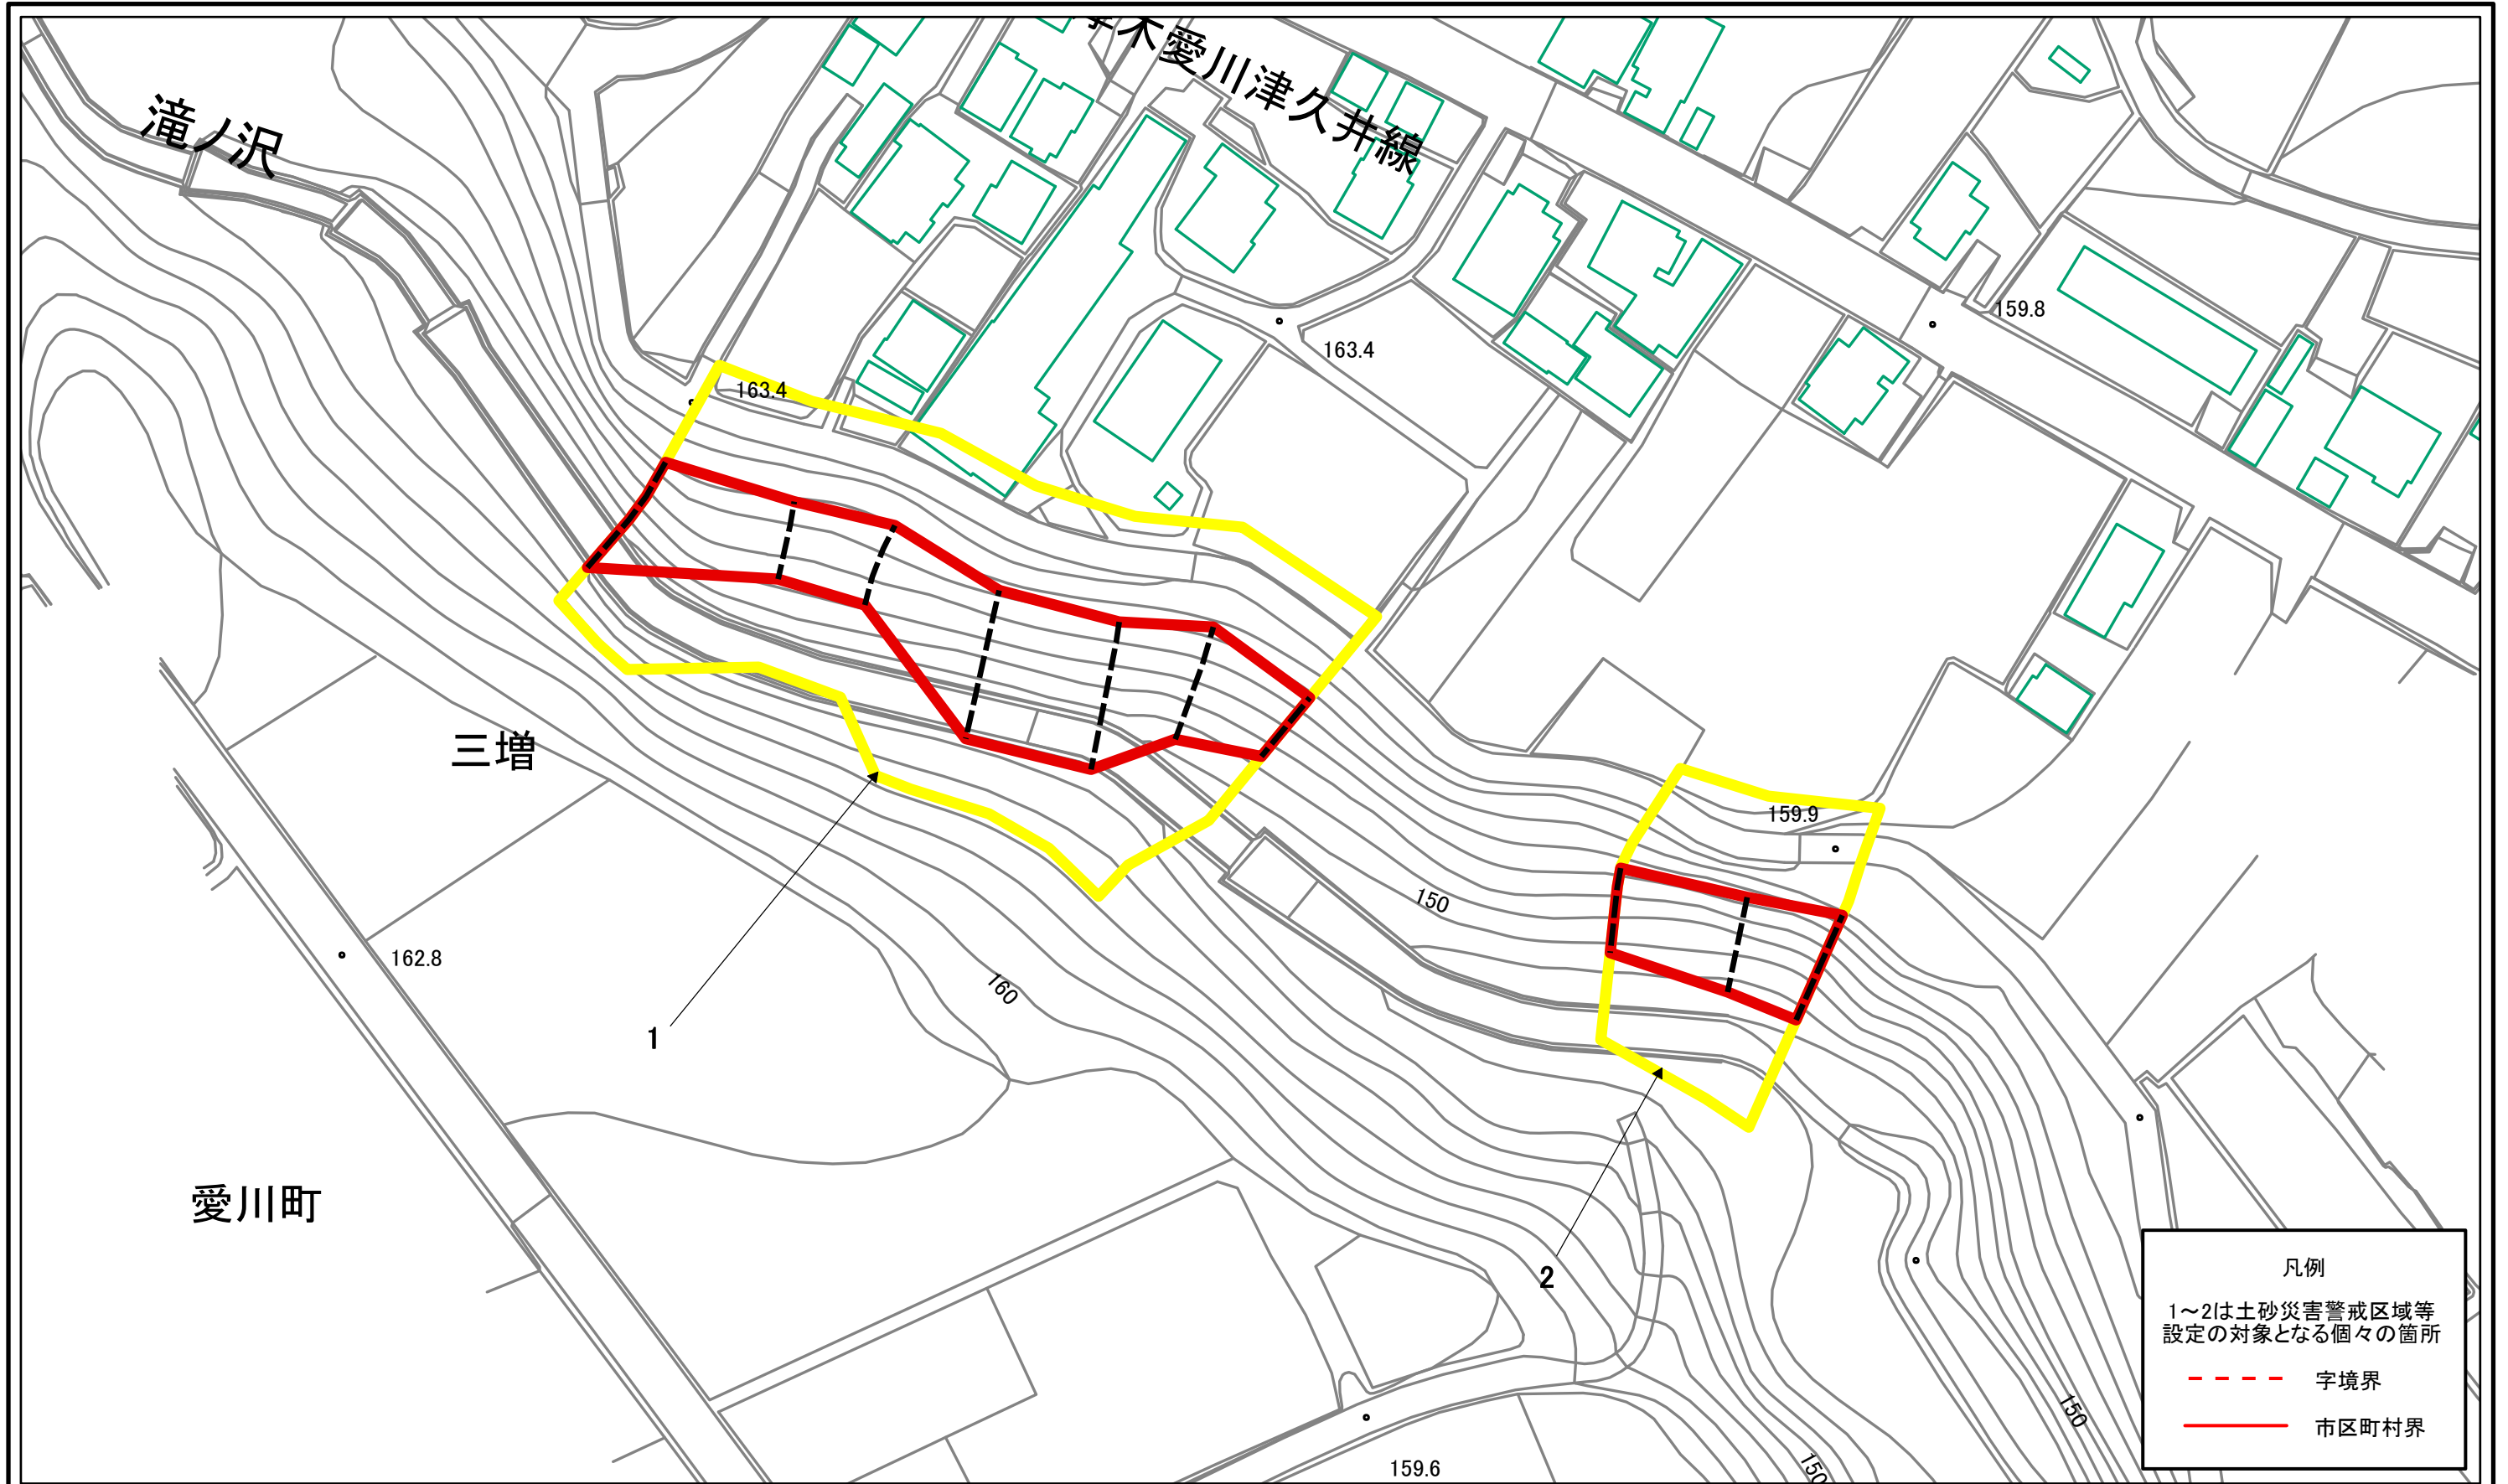 木愛川津久井線
滝ノ沢
159.8
163.4
163.4
三増
159.9
150
162.8
160
1
愛川町
2
凡例
1～2は土砂災害警戒区域等
設定の対象となる個々の箇所
字境界
市区町村界
150
150
159.6